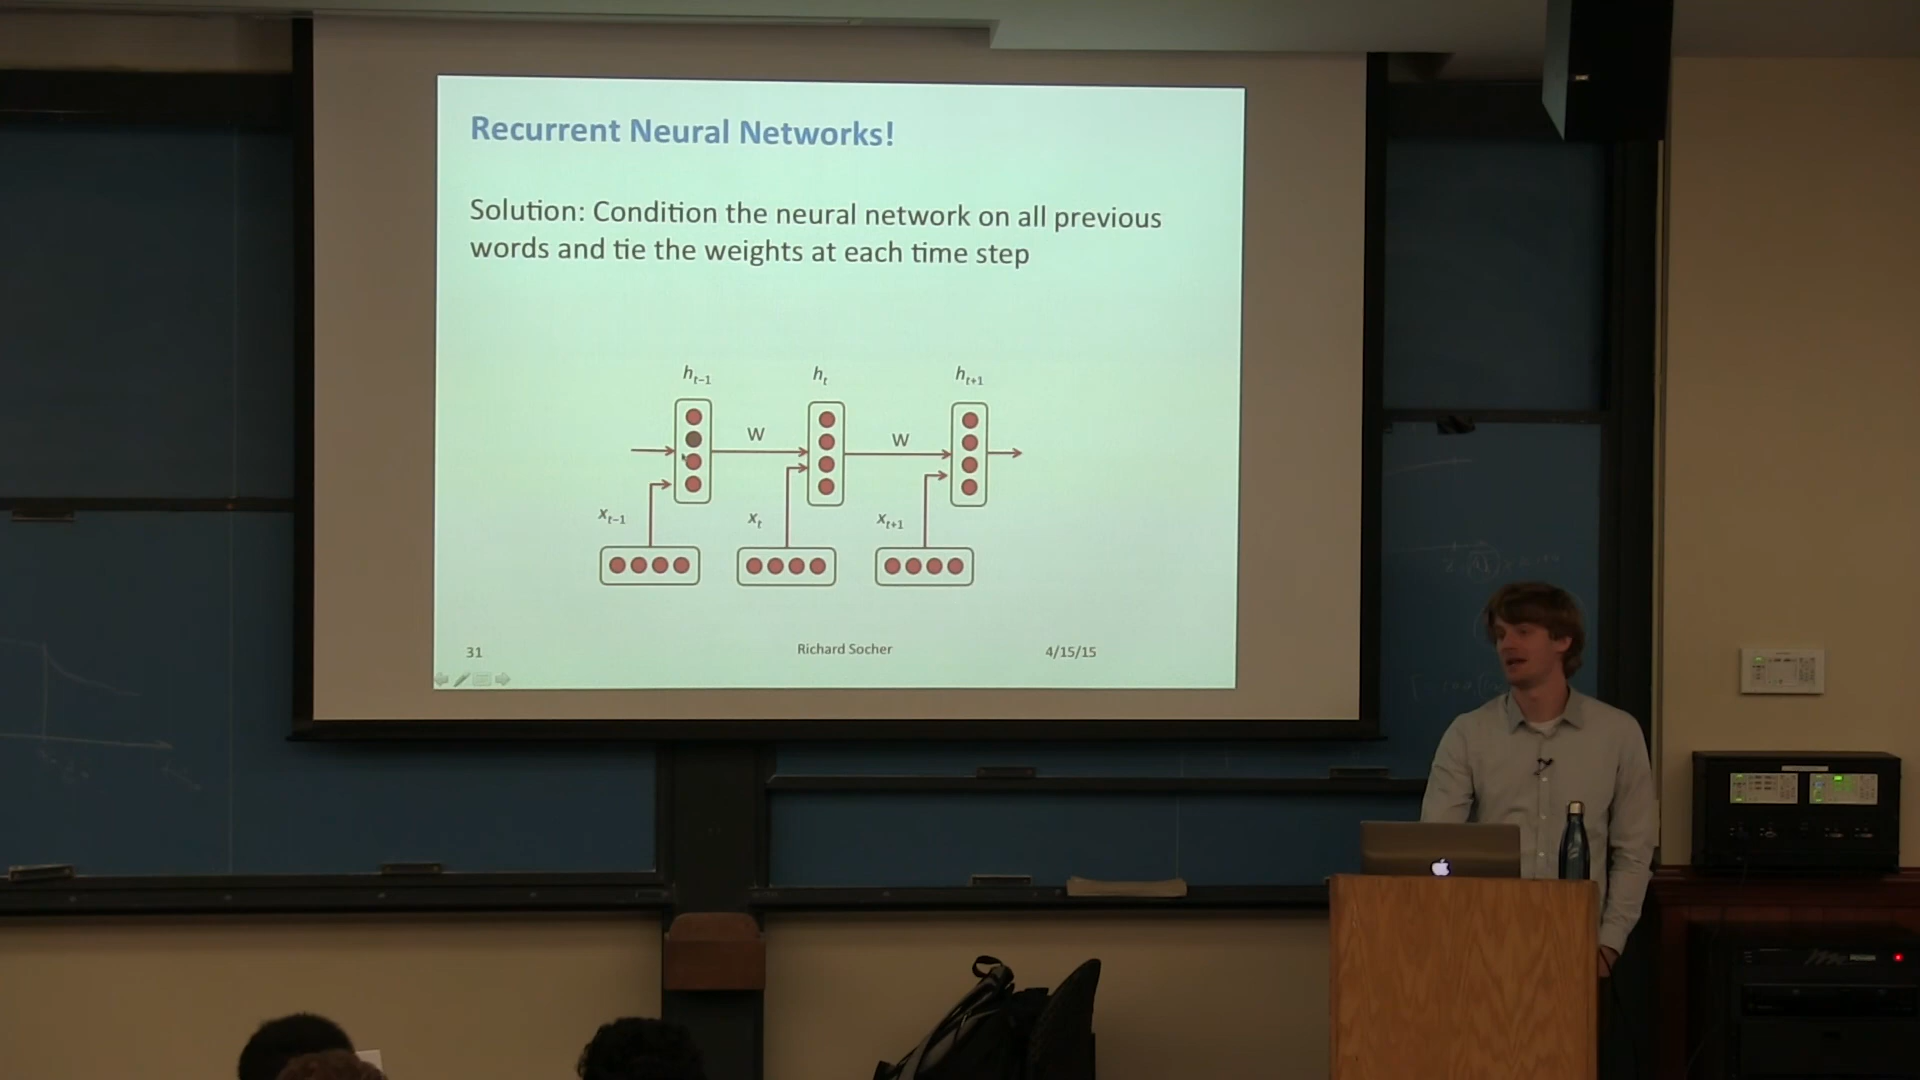 Recurrent Neural Networks!
Solution: Condition the neural network on all previous
words and tie the weights at each time step
h_{t−1} h_t h_{t+1}
W W
x_{t−1} x_t x_{t+1}
31 Richard Socher 4/15/15